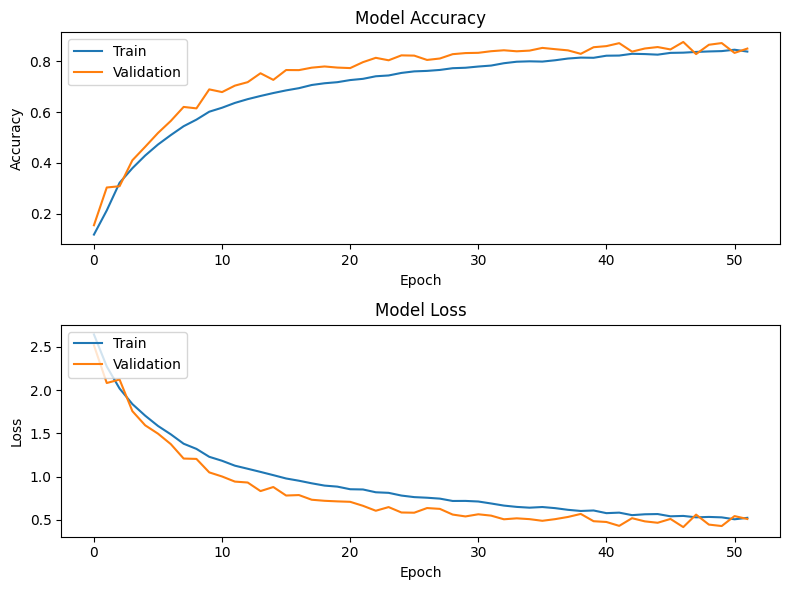 Model Accuracy
Train
Validation
Accuracy
0.8
0.6
0.4
0.2
0 10 20 30 40 50
Epoch
Model Loss
Train
Validation
Loss
2.5
2.0
1.5
1.0
0.5
0 10 20 30 40 50
Epoch